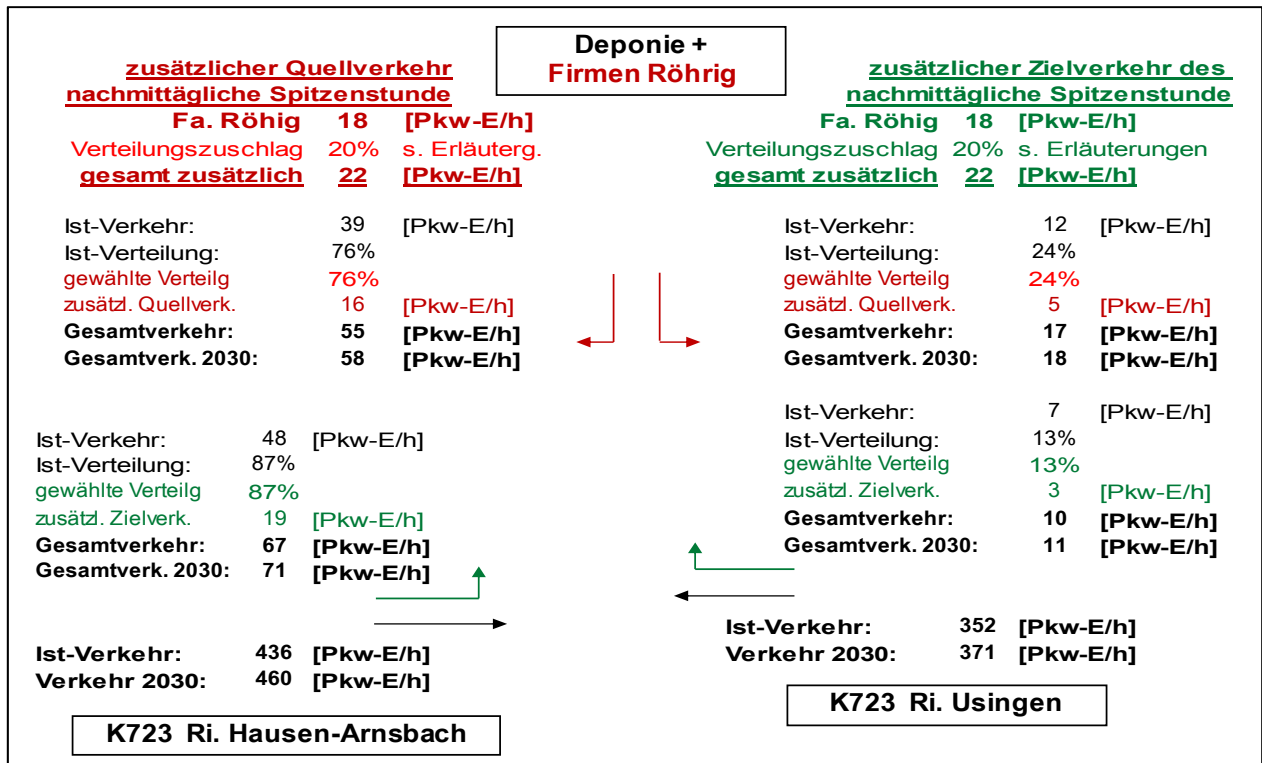 Deponie +
Firmen Röhrig
zusätzlicher Quellverkehr
nachmittägliche Spitzenstunde
Fa. Röhig 18 [Pkw-E/h]
Verteilungszuschlag 20% s. Erläuterg.
gesamt zusätzlich 22 [Pkw-E/h]
zusätzlicher Zielverkehr des
nachmittägliche Spitzenstunde
Fa. Röhig 18 [Pkw-E/h]
Verteilungszuschlag 20% s. Erläuterungen
gesamt zusätzlich 22 [Pkw-E/h]
Ist-Verkehr: 39 [Pkw-E/h]
Ist-Verteilung: 76%
gewählte Verteilg 76%
zusätzl. Quellverk. 16 [Pkw-E/h]
Gesamtverkehr: 55 [Pkw-E/h]
Gesamtverk. 2030: 58 [Pkw-E/h]
Ist-Verkehr: 12 [Pkw-E/h]
Ist-Verteilung: 24%
gewählte Verteilg 24%
zusätzl. Quellverk. 5 [Pkw-E/h]
Gesamtverkehr: 17 [Pkw-E/h]
Gesamtverk. 2030: 18 [Pkw-E/h]
Ist-Verkehr: 48 [Pkw-E/h]
Ist-Verteilung: 87%
gewählte Verteilg 87%
zusätzl. Zielverk. 19 [Pkw-E/h]
Gesamtverkehr: 67 [Pkw-E/h]
Gesamtverk. 2030: 71 [Pkw-E/h]
Ist-Verkehr: 7 [Pkw-E/h]
Ist-Verteilung: 13%
gewählte Verteilg 13%
zusätzl. Zielverk. 3 [Pkw-E/h]
Gesamtverkehr: 10 [Pkw-E/h]
Gesamtverk. 2030: 11 [Pkw-E/h]
Ist-Verkehr: 436 [Pkw-E/h]
Verkehr 2030: 460 [Pkw-E/h]
K723 Ri. Hausen-Arnsbach
Ist-Verkehr: 352 [Pkw-E/h]
Verkehr 2030: 371 [Pkw-E/h]
K723 Ri. Usingen